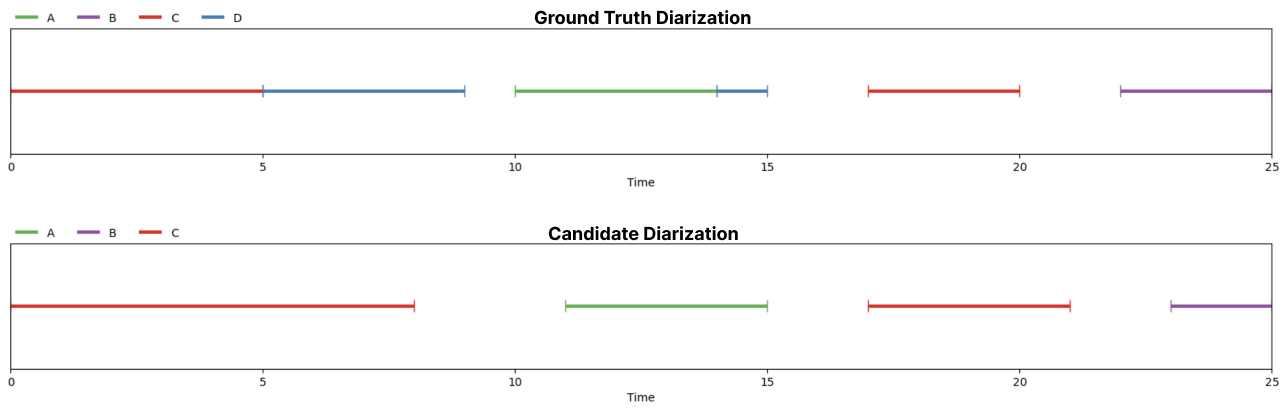 Ground Truth Diarization
A B C D
0 5 10 15 20 25
Time
Candidate Diarization
A B C
0 5 10 15 20 25
Time